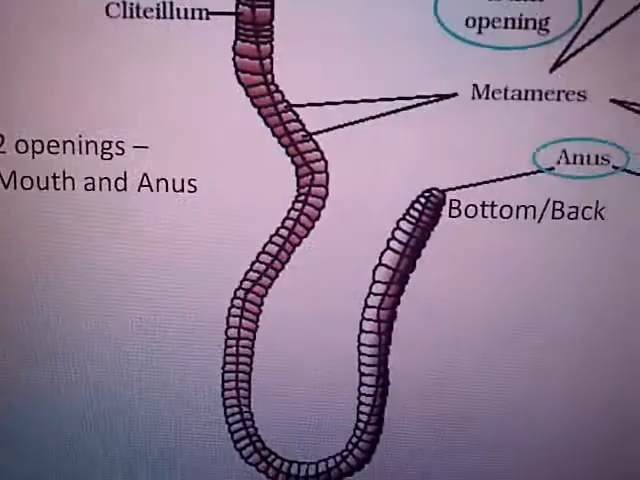 Cliteillum
opening
Metameres
2 openings –
Mouth and Anus
Anus
Bottom/Back